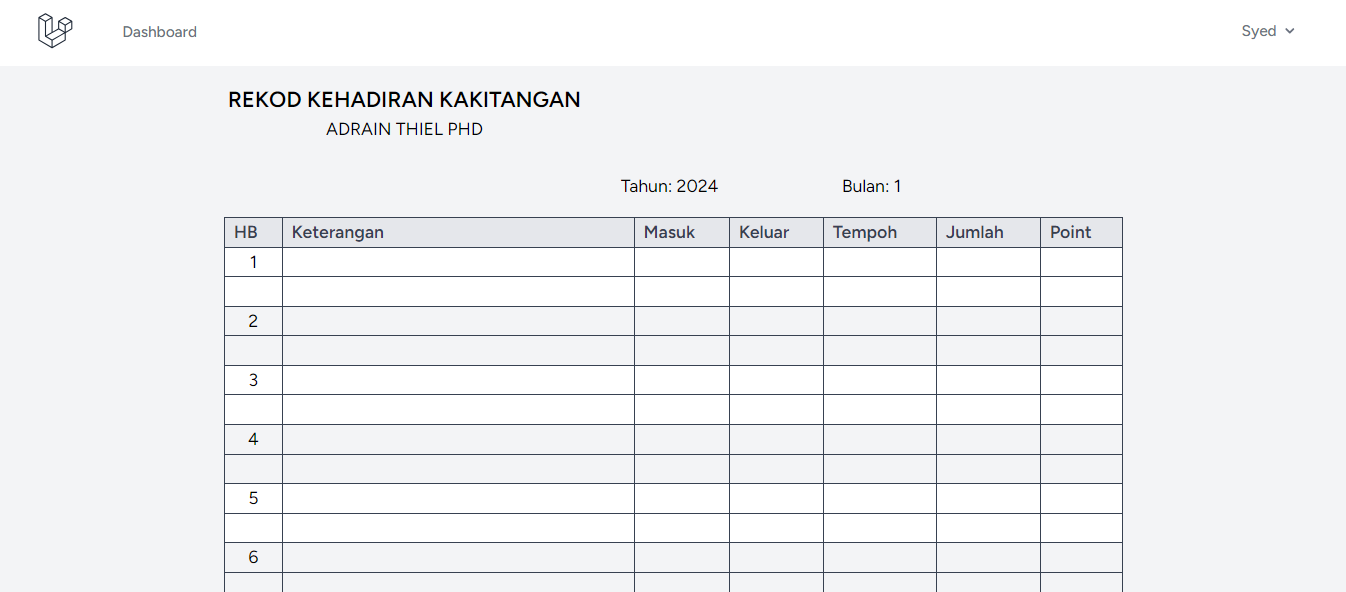 Dashboard Syed
REKOD KEHADIRAN KAKITANGAN
ADRAIN THIEL PHD
Tahun: 2024 Bulan: 1
HB Keterangan Masuk Keluar Tempoh Jumlah Point
1
2
3
4
5
6